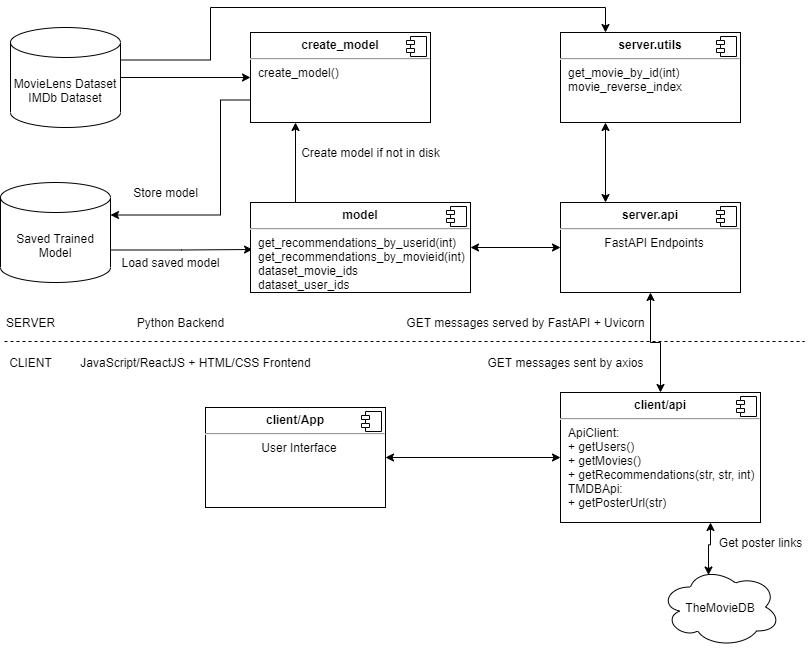 create_model
server.utils
MovieLens Dataset
IMDb Dataset
create_model()
get_movie_by_id(int)
movie_reverse_index
Create model if not in disk
Store model
model
server.api
Saved Trained
Model
Load saved model
get_recommendations_by_userid(int)
get_recommendations_by_movieid(int)
dataset_movie_ids
dataset_user_ids
FastAPI Endpoints
SERVER
Python Backend
GET messages served by FastAPI + Uvicorn
CLIENT
JavaScript/ReactJS + HTML/CSS Frontend
GET messages sent by axios
client/App
User Interface
client/api
ApiClient:
+ getUsers()
+ getMovies()
+ getRecommendations(str, str, int)
TMDBApi:
+ getPosterUrl(str)
Get poster links
TheMovieDB